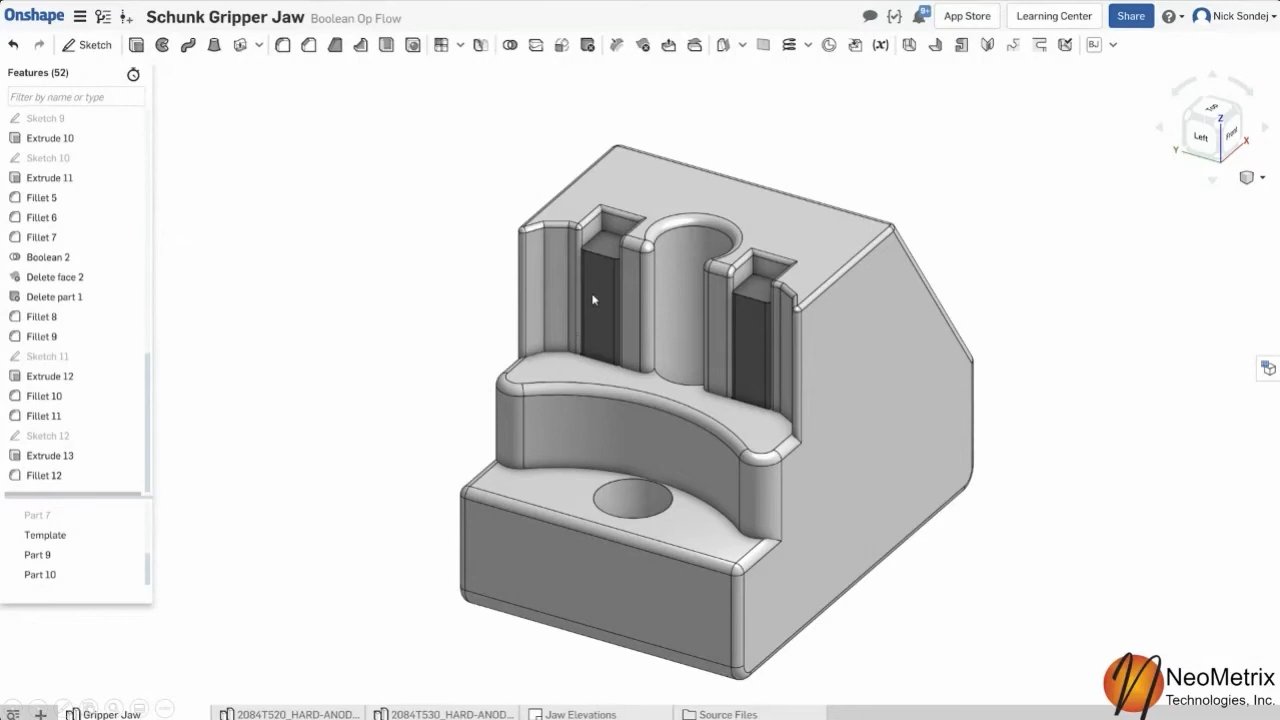 Onshape Schunk Gripper Jaw Boolean Op Flow App Store Learning Center Share Nick Sondej
Sketch (x) BJ
Features (52)
Filter by name or type
Sketch 9
Extrude 10
Sketch 10
Extrude 11
Fillet 5
Fillet 6
Fillet 7
Boolean 2
Delete face 2
Delete part 1
Fillet 8
Fillet 9
Sketch 11
Extrude 12
Fillet 10
Fillet 11
Sketch 12
Extrude 13
Fillet 12
Part 7
Template
Part 9
Part 10
Top
Left
Front
Z
X
Y
NeoMetrix
Technologies, Inc.
Gripper Jaw 2084T520_HARD-ANOD... 2084T530_HARD-ANOD... Jaw Elevations Source Files